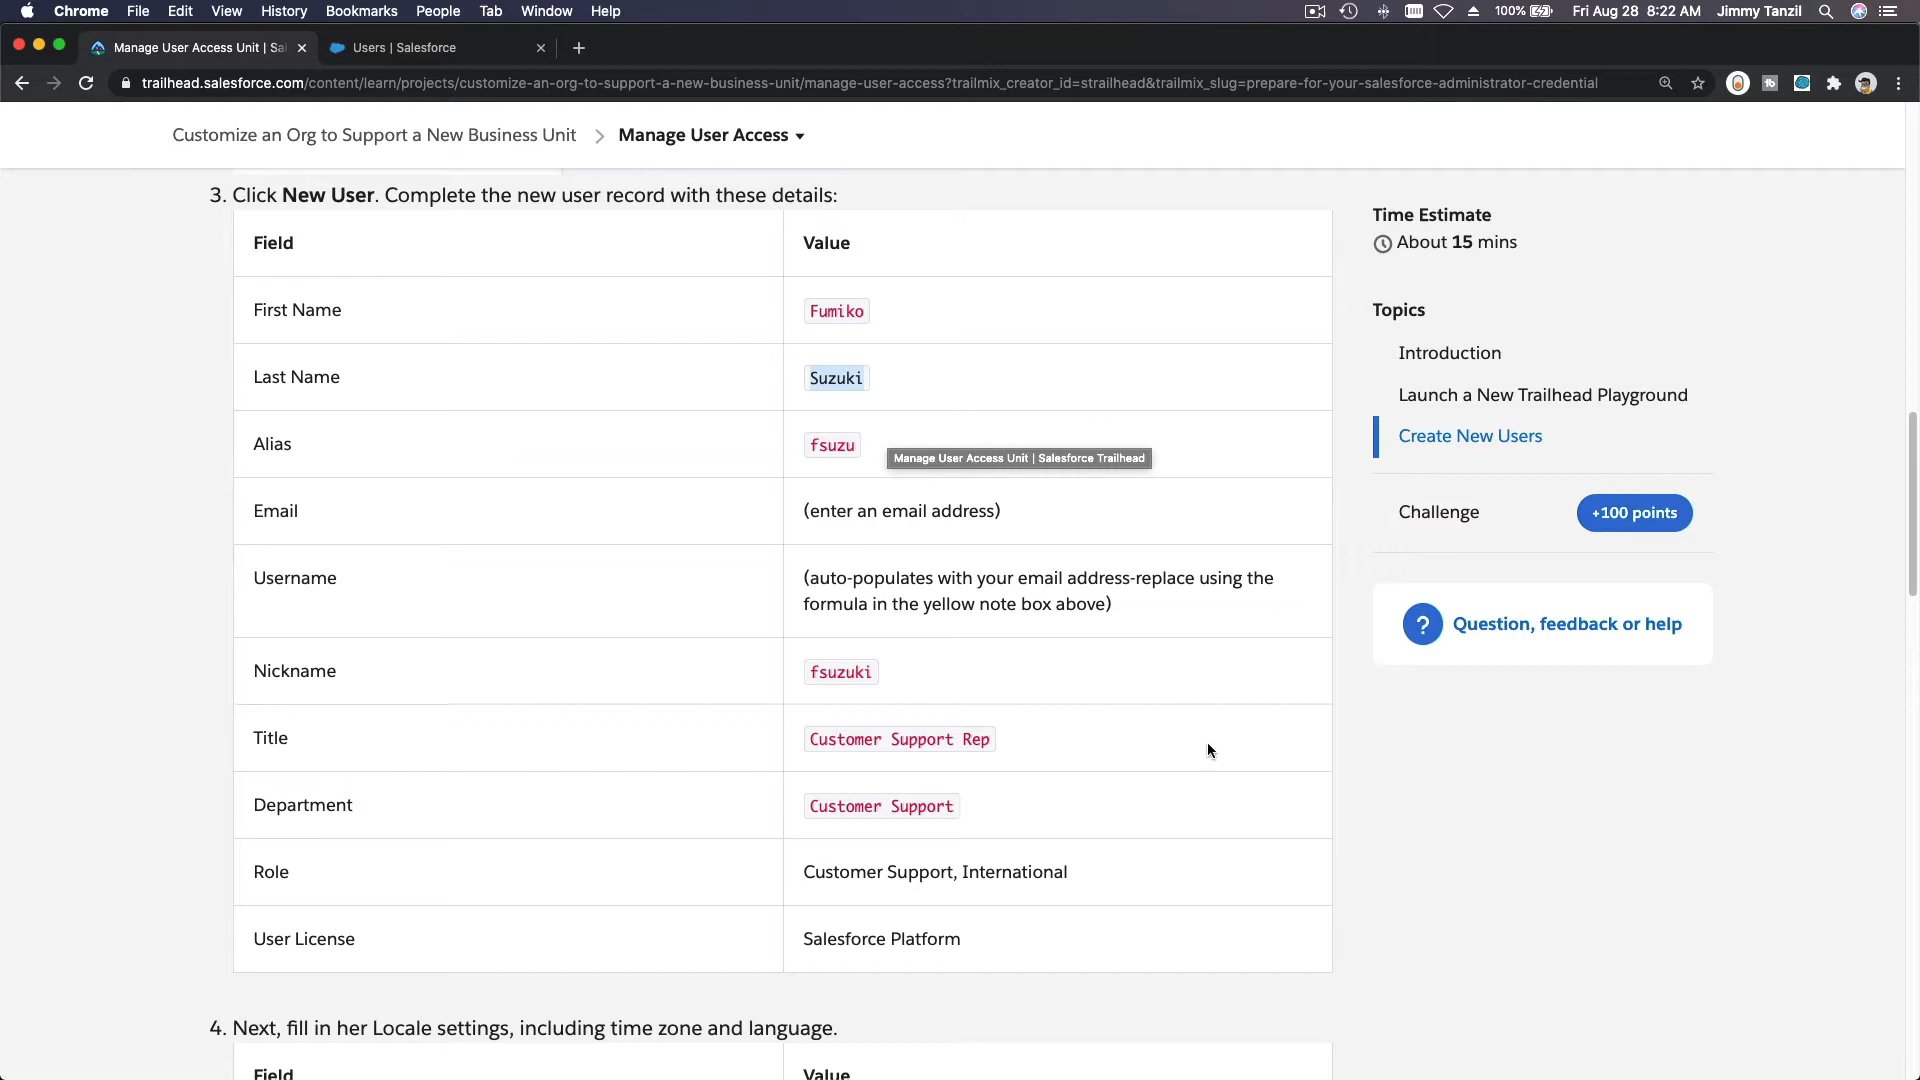 Chrome File Edit View History Bookmarks People Tab Window Help 100% Fri Aug 28 8:22 AM Jimmy Tanzil
Manage User Access Unit | Sal Users | Salesforce
trailhead.salesforce.com/content/learn/projects/customize-an-org-to-support-a-new-business-unit/manage-user-access?trailmix_creator_id=strailhead&trailmix_slug=prepare-for-your-salesforce-administrator-credential
Customize an Org to Support a New Business Unit > Manage User Access
3. Click New User. Complete the new user record with these details:
Field Value
First Name Fumiko
Last Name Suzuki
Alias fsuzu
Manage User Access Unit | Salesforce Trailhead
Email (enter an email address)
Username (auto-populates with your email address-replace using the
formula in the yellow note box above)
Nickname fsuzuki
Title Customer Support Rep
Department Customer Support
Role Customer Support, International
User License Salesforce Platform
4. Next, fill in her Locale settings, including time zone and language.
Field Value
Time Estimate
About 15 mins
Topics
Introduction
Launch a New Trailhead Playground
Create New Users
Challenge +100 points
? Question, feedback or help